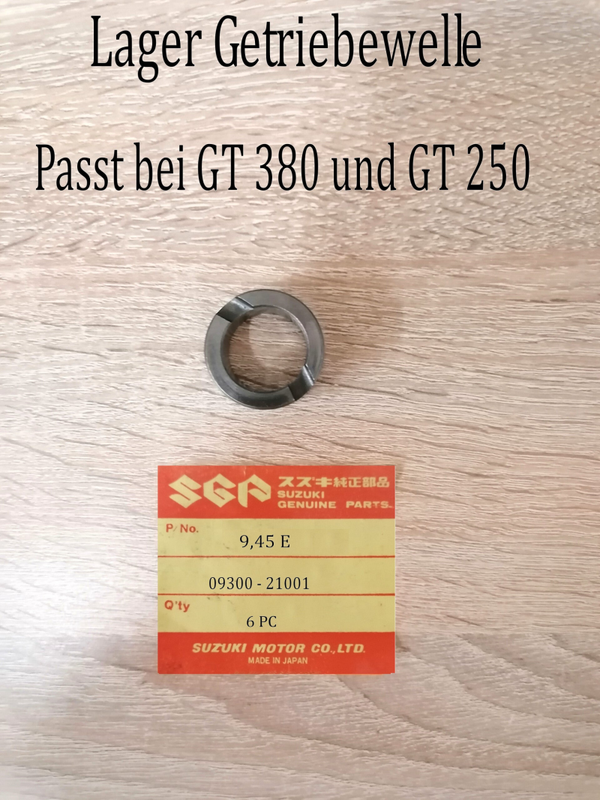 Lager Getriebewelle
Passt bei GT 380 und GT 250
SGP スズキ純正部品
SUZUKI
GENUINE PARTS
P/No.
9,45 E
09300 - 21001
Q'ty
6 PC
SUZUKI MOTOR CO.,LTD.
MADE IN JAPAN